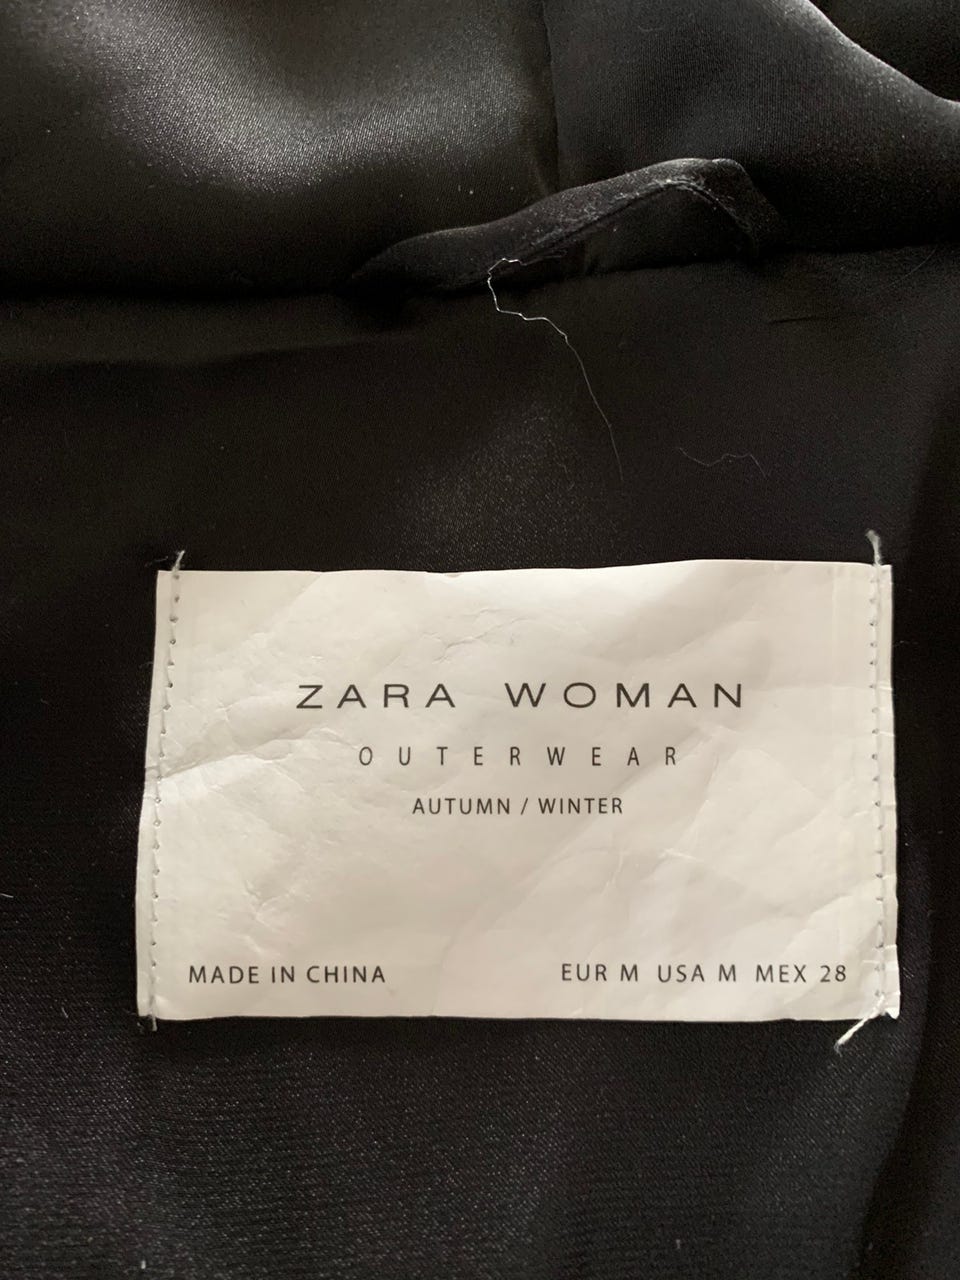 ZARA WOMAN
OUTERWEAR
AUTUMN / WINTER
MADE IN CHINA EUR M USA M MEX 28